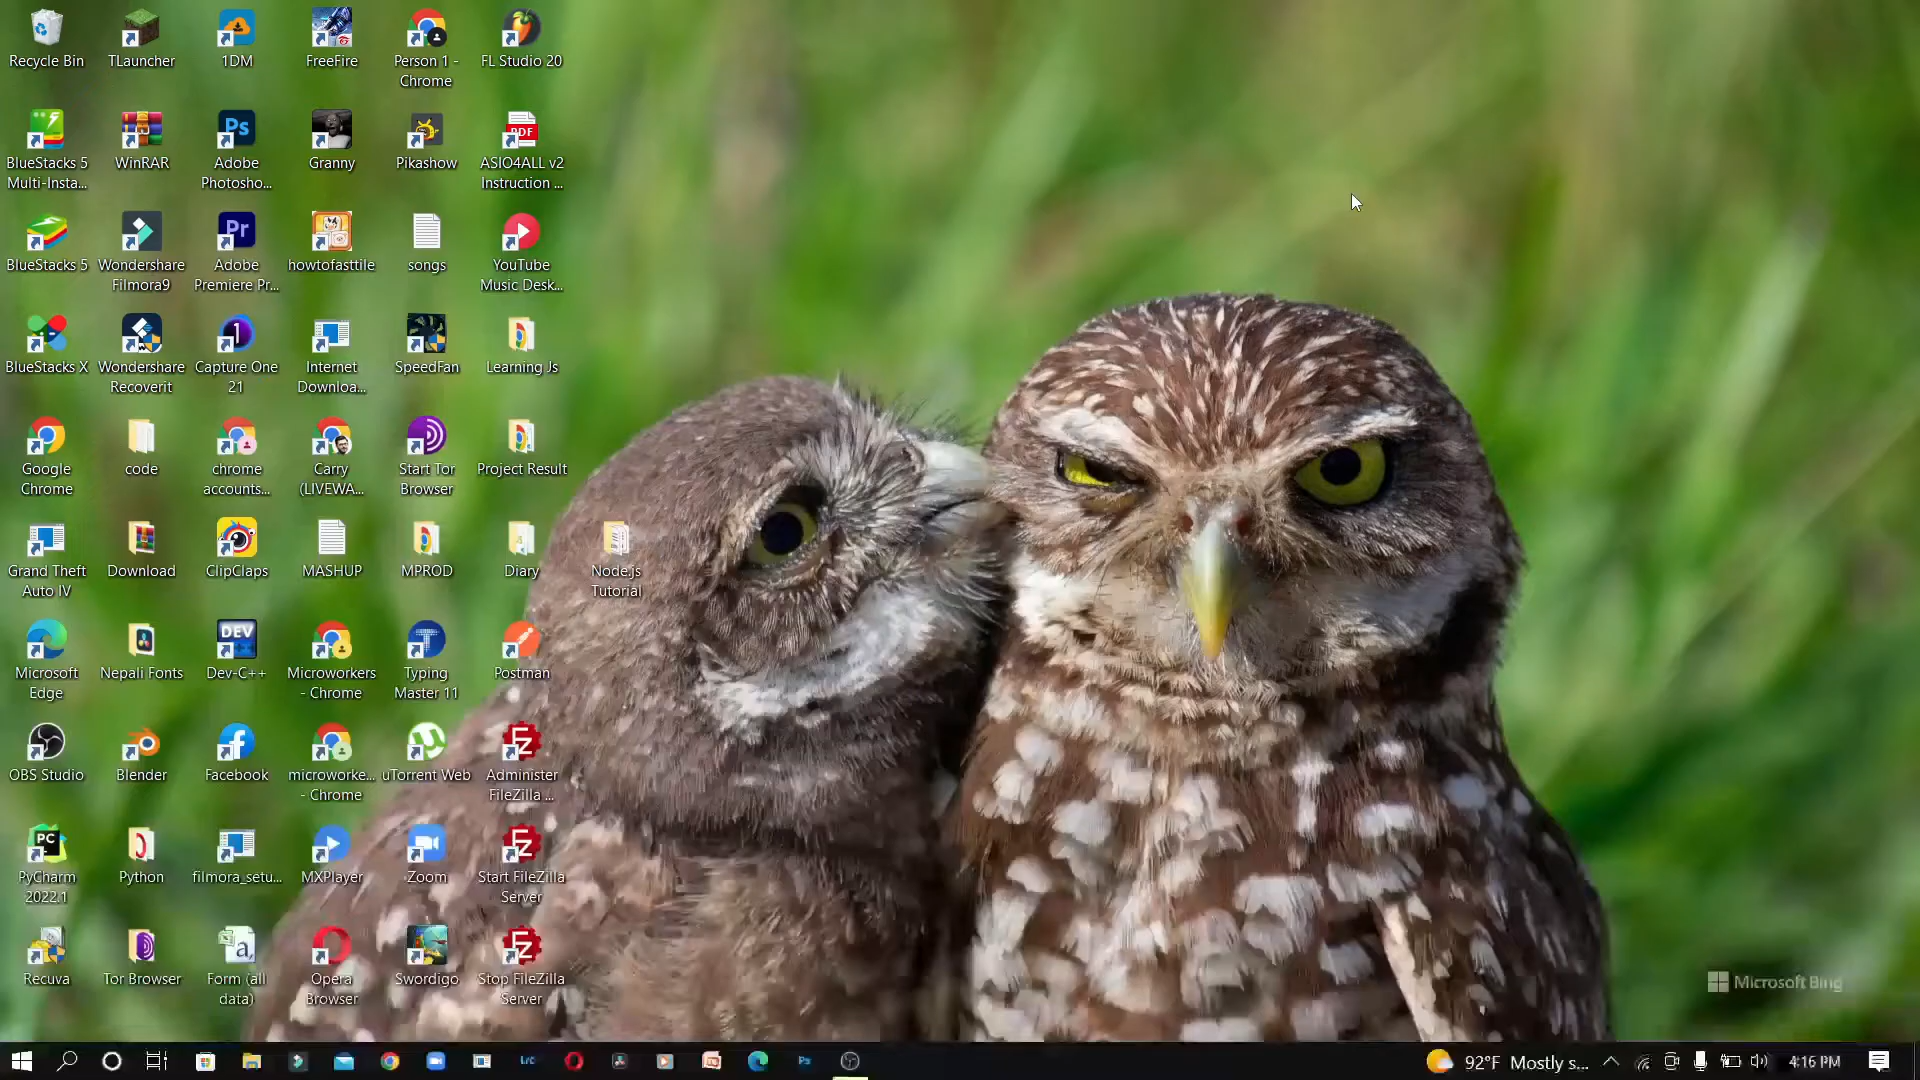 Recycle Bin
TLauncher
1DM
FreeFire
Person 1 -
Chrome
FL Studio 20
BlueStacks 5
Multi-Insta...
WinRAR
Adobe
Photosho...
Granny
Pikashow
PDF
ASIO4ALL v2
Instruction ...
BlueStacks 5
Wondershare
Filmora9
Adobe
Premiere Pr...
howtofasttile
songs
YouTube
Music Desk...
BlueStacks X
Wondershare
Recoverit
Capture One
21
Internet
Downloa...
SpeedFan
Learning Js
Google
Chrome
code
chrome
accounts...
Carry
(LIVEWA...
Start Tor
Browser
Project Result
Grand Theft
Auto IV
Download
ClipClaps
MASHUP
MPROD
Diary
Node.js
Tutorial
Microsoft
Edge
Nepali Fonts
DEV
Dev-C++
Microworkers
- Chrome
Typing
Master 11
Postman
OBS Studio
Blender
Facebook
microworke...
- Chrome
uTorrent Web
Administer
FileZilla ...
PC
PyCharm
2022.1
Python
filmora_setu...
MXPlayer
Zoom
Start FileZilla
Server
Recuva
Tor Browser
Form (all
data)
Opera
Browser
Swordigo
Stop FileZilla
Server
Microsoft Bing
92°F Mostly s...
4:16 PM